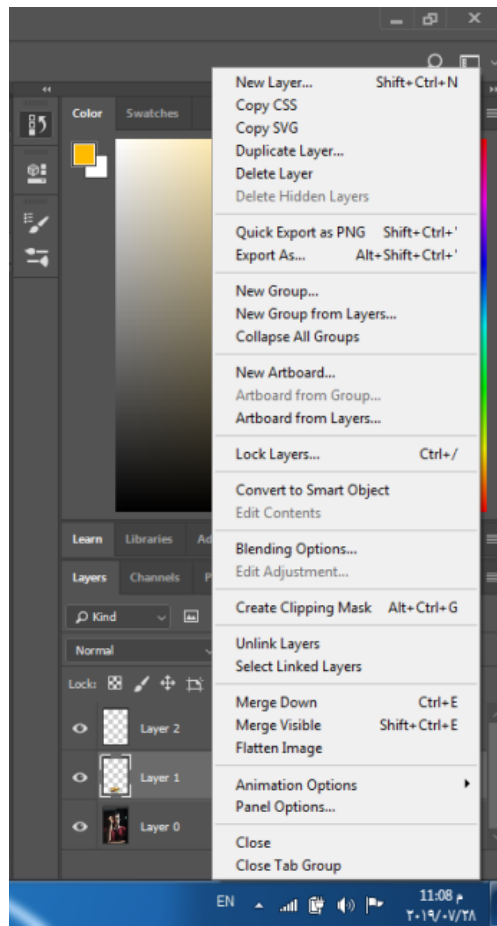 Color Swatches
New Layer... Shift+Ctrl+N
Copy CSS
Copy SVG
Duplicate Layer...
Delete Layer
Delete Hidden Layers
Quick Export as PNG Shift+Ctrl+'
Export As... Alt+Shift+Ctrl+'
New Group...
New Group from Layers...
Collapse All Groups
New Artboard...
Artboard from Group...
Artboard from Layers...
Lock Layers... Ctrl+/
Convert to Smart Object
Edit Contents
Blending Options...
Edit Adjustment...
Create Clipping Mask Alt+Ctrl+G
Unlink Layers
Select Linked Layers
Merge Down Ctrl+E
Merge Visible Shift+Ctrl+E
Flatten Image
Animation Options
Panel Options...
Close
Close Tab Group
Learn Libraries Ad
Layers Channels P
Kind
Normal
Lock:
Layer 2
Layer 1
Layer 0
EN
11:08 م
٢٠١٩/٠٧/٢٨